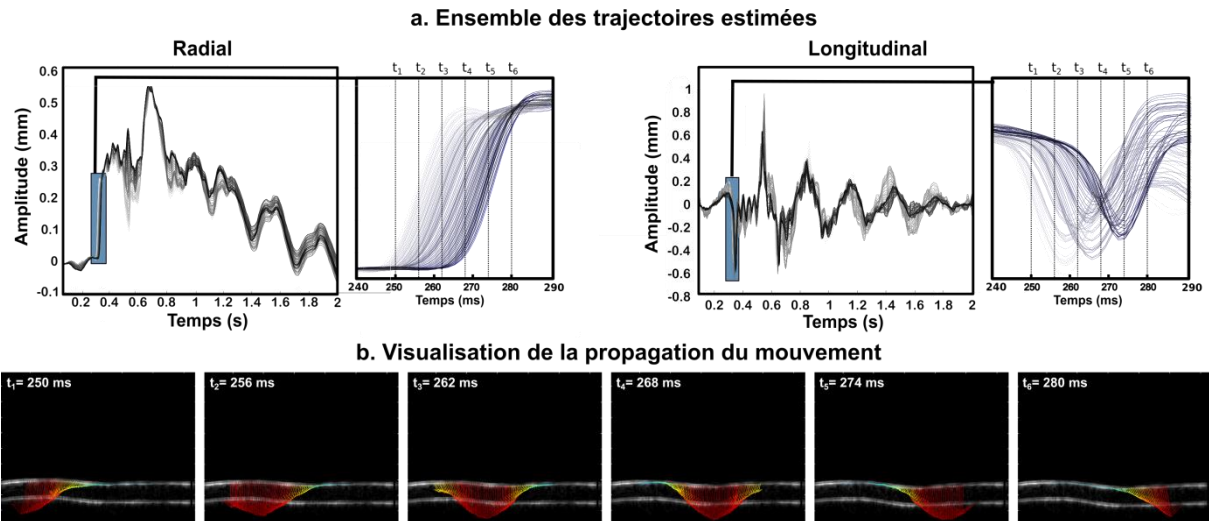 a. Ensemble des trajectoires estimées
Radial
Longitudinal
t1 t2 t3 t4 t5 t6
t1 t2 t3 t4 t5 t6
Amplitude (mm)
0.6
0.5
0.4
0.3
0.2
0.1
0
-0.1
0.2 0.4 0.6 0.8 1 1.2 1.4 1.6 1.8 2
Temps (s)
240 250 260 270 280 290
Temps (ms)
Amplitude (mm)
1
0.8
0.6
0.4
0.2
0
-0.2
-0.4
-0.6
-0.8
0.2 0.4 0.6 0.8 1 1.2 1.4 1.6 1.8 2
Temps (s)
240 250 260 270 280 290
Temps (ms)
b. Visualisation de la propagation du mouvement
t1= 250 ms
t2= 256 ms
t3= 262 ms
t4= 268 ms
t5= 274 ms
t6= 280 ms